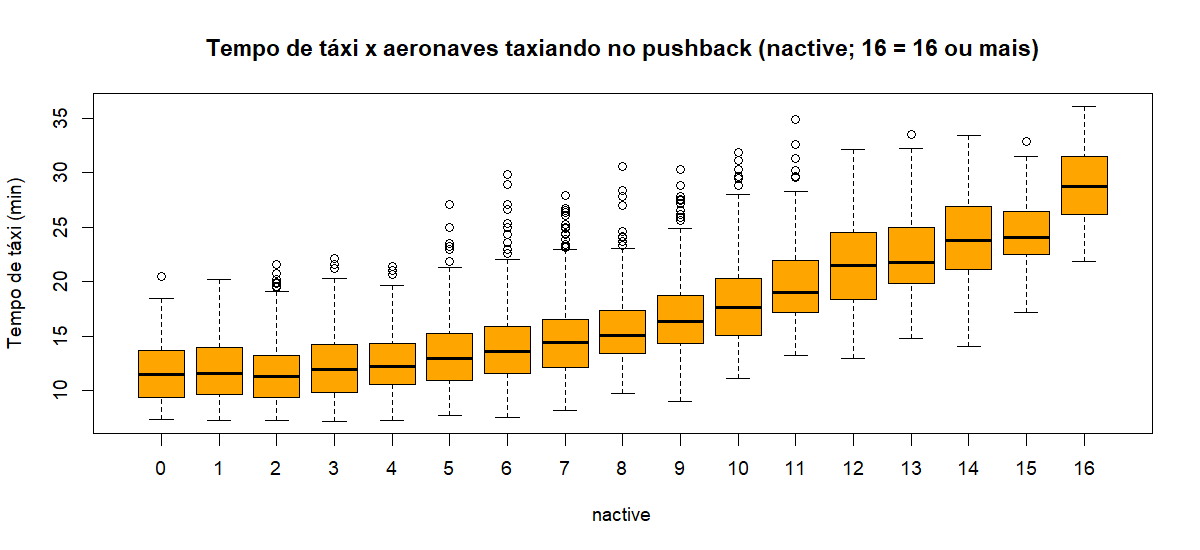 Tempo de táxi x aeronaves taxiando no pushback (nactive; 16 = 16 ou mais)
Tempo de táxi (min)
35
30
25
20
15
10
0 1 2 3 4 5 6 7 8 9 10 11 12 13 14 15 16
nactive